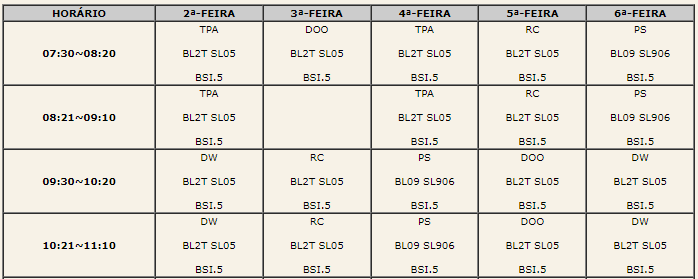 HORÁRIO 2ª-FEIRA 3ª-FEIRA 4ª-FEIRA 5ª-FEIRA 6ª-FEIRA
TPA DOO TPA RC PS
07:30~08:20 BL2T SL05 BL2T SL05 BL2T SL05 BL2T SL05 BL09 SL906
BSI.5 BSI.5 BSI.5 BSI.5 BSI.5
TPA TPA RC PS
08:21~09:10 BL2T SL05 BL2T SL05 BL2T SL05 BL09 SL906
BSI.5 BSI.5 BSI.5 BSI.5
DW RC PS DOO DW
09:30~10:20 BL2T SL05 BL2T SL05 BL09 SL906 BL2T SL05 BL2T SL05
BSI.5 BSI.5 BSI.5 BSI.5 BSI.5
DW RC PS DOO DW
10:21~11:10 BL2T SL05 BL2T SL05 BL09 SL906 BL2T SL05 BL2T SL05
BSI.5 BSI.5 BSI.5 BSI.5 BSI.5